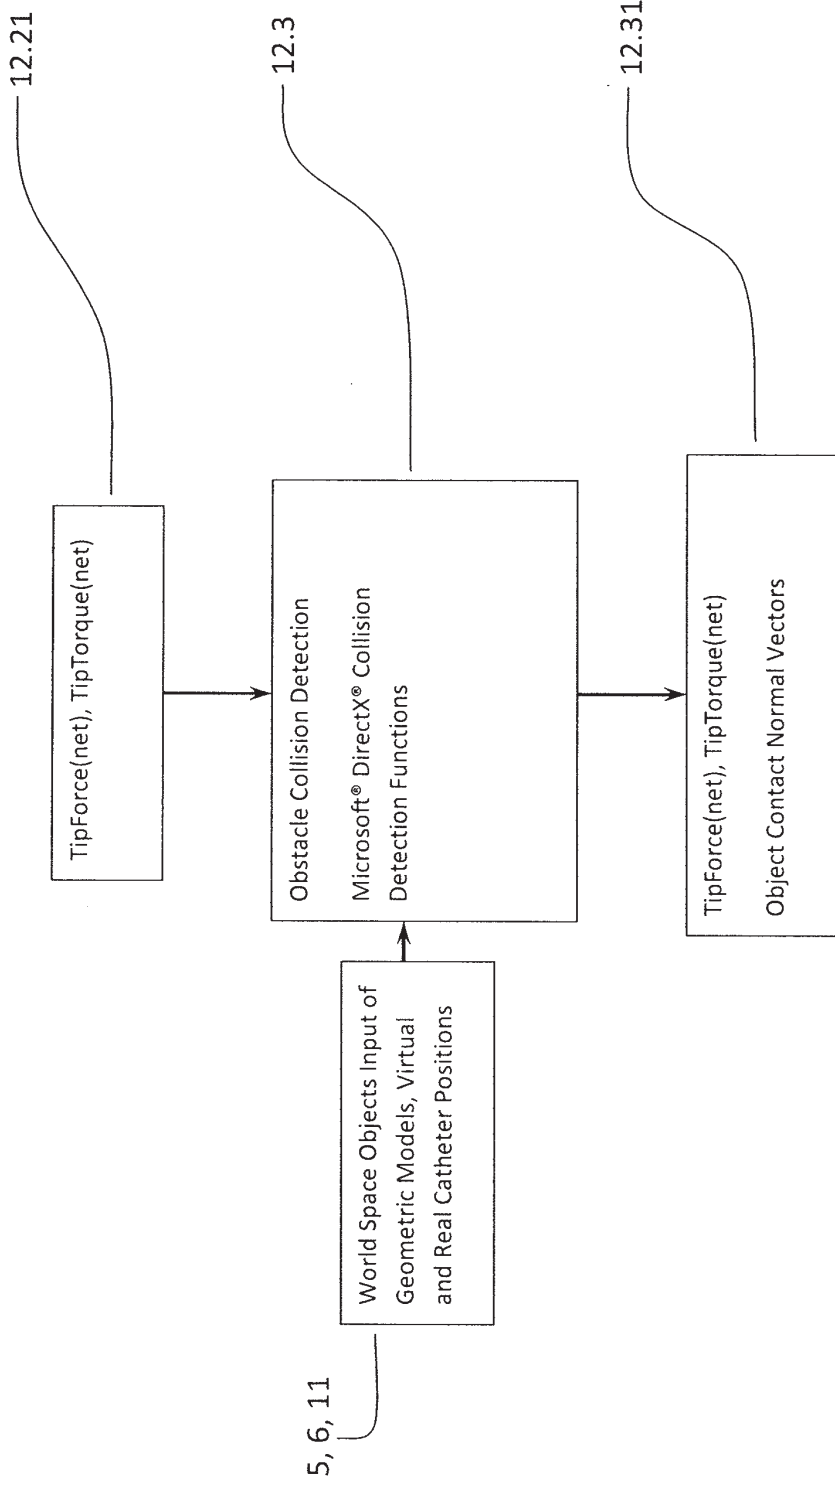 12.21
TipForce(net), TipTorque(net)
12.3
Obstacle Collision Detection
Microsoft® DirectX® Collision
Detection Functions
5, 6, 11
World Space Objects Input of
Geometric Models, Virtual
and Real Catheter Positions
12.31
TipForce(net), TipTorque(net)
Object Contact Normal Vectors